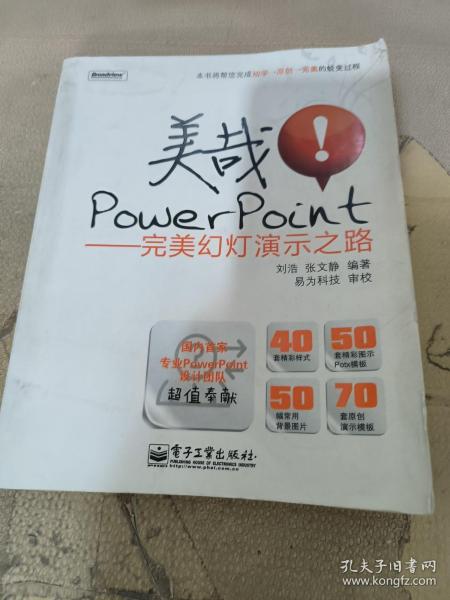 Broadview
本书将帮您完成初学→原创→完美的蜕变过程
美哉!
PowerPoint
——完美幻灯演示之路
刘浩 张文静 编著
易为科技 审校
国内首家
专业PowerPoint
设计团队
超值奉献
40
套精彩样式
50
套精彩图示
Potx模板
50
幅常用
背景图片
70
套原创
演示模板
電子工業出版社
PUBLISHING HOUSE OF ELECTRONICS INDUSTRY
http://www.phei.com.cn
孔夫子旧书网
www.kongfz.com